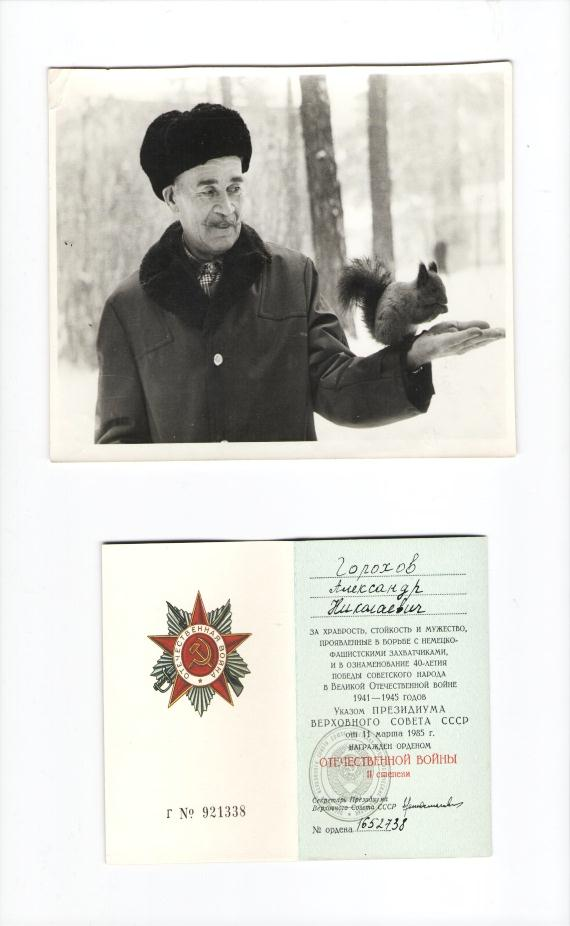 ОТЕЧЕСТВЕННАЯ ВОЙНА
Г № 921338
Горохов
Александр
Николаевич
ЗА ХРАБРОСТЬ, СТОЙКОСТЬ И МУЖЕСТВО,
ПРОЯВЛЕННЫЕ В БОРЬБЕ С НЕМЕЦКО-
ФАШИСТСКИМИ ЗАХВАТЧИКАМИ,
И В ОЗНАМЕНОВАНИЕ 40-ЛЕТИЯ
ПОБЕДЫ СОВЕТСКОГО НАРОДА
В ВЕЛИКОЙ ОТЕЧЕСТВЕННОЙ ВОЙНЕ
1941—1945 ГОДОВ
УКАЗОМ ПРЕЗИДИУМА
ВЕРХОВНОГО СОВЕТА СССР
от 11 марта 1985 г.
НАГРАЖДЕН ОРДЕНОМ
ОТЕЧЕСТВЕННОЙ ВОЙНЫ
II степени
Секретарь Президиума
Верховного Совета СССР
№ ордена 1652738